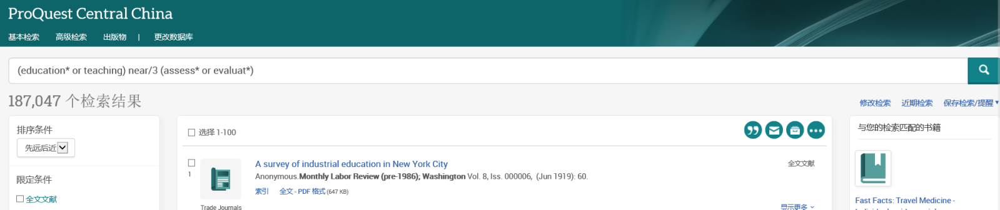 ProQuest Central China
基本检索 高级检索 出版物 | 更改数据库
(education* or teaching) near/3 (assess* or evaluat*)
187,047 个检索结果
修改检索 近期检索 保存检索/提醒
排序条件
先远后近
限定条件
全文文献
选择 1-100
1
A survey of industrial education in New York City
全文文献
Anonymous.Monthly Labor Review (pre-1986); Washington Vol. 8, Iss. 000006, (Jun 1919): 60.
索引 全文 - PDF 格式 (647 KB)
Trade Journals
显示更多
与您的检索匹配的书籍
Fast Facts: Travel Medicine -